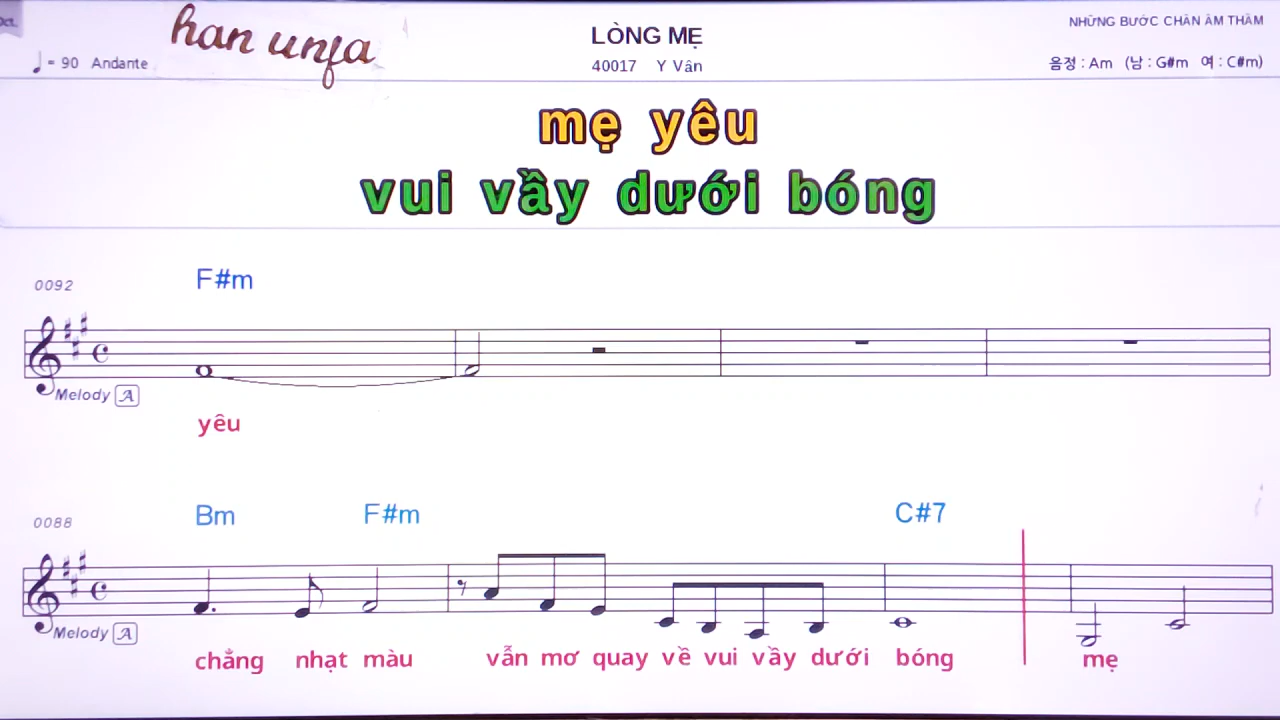 Oct.
han unfa
LÒNG MẸ
NHỮNG BƯỚC CHÂN ÂM THẦM
♩ = 90 Andante
40017 Y Vân
음정 : Am (남 : G#m 여 : C#m)
mẹ yêu
vui vầy dưới bóng
0092
F#m
Melody A
yêu
0088
Bm F#m C#7
Melody A
chẳng nhạt màu vẫn mơ quay về vui vầy dưới bóng mẹ